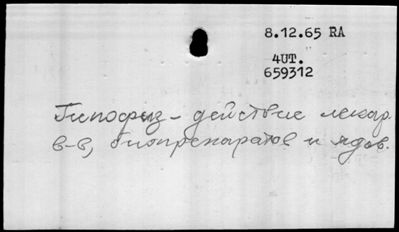 8.12.65 RA
4UT.
659312
Гипофиз – действие лекар.
в-в, биопрепаратов и ядов.